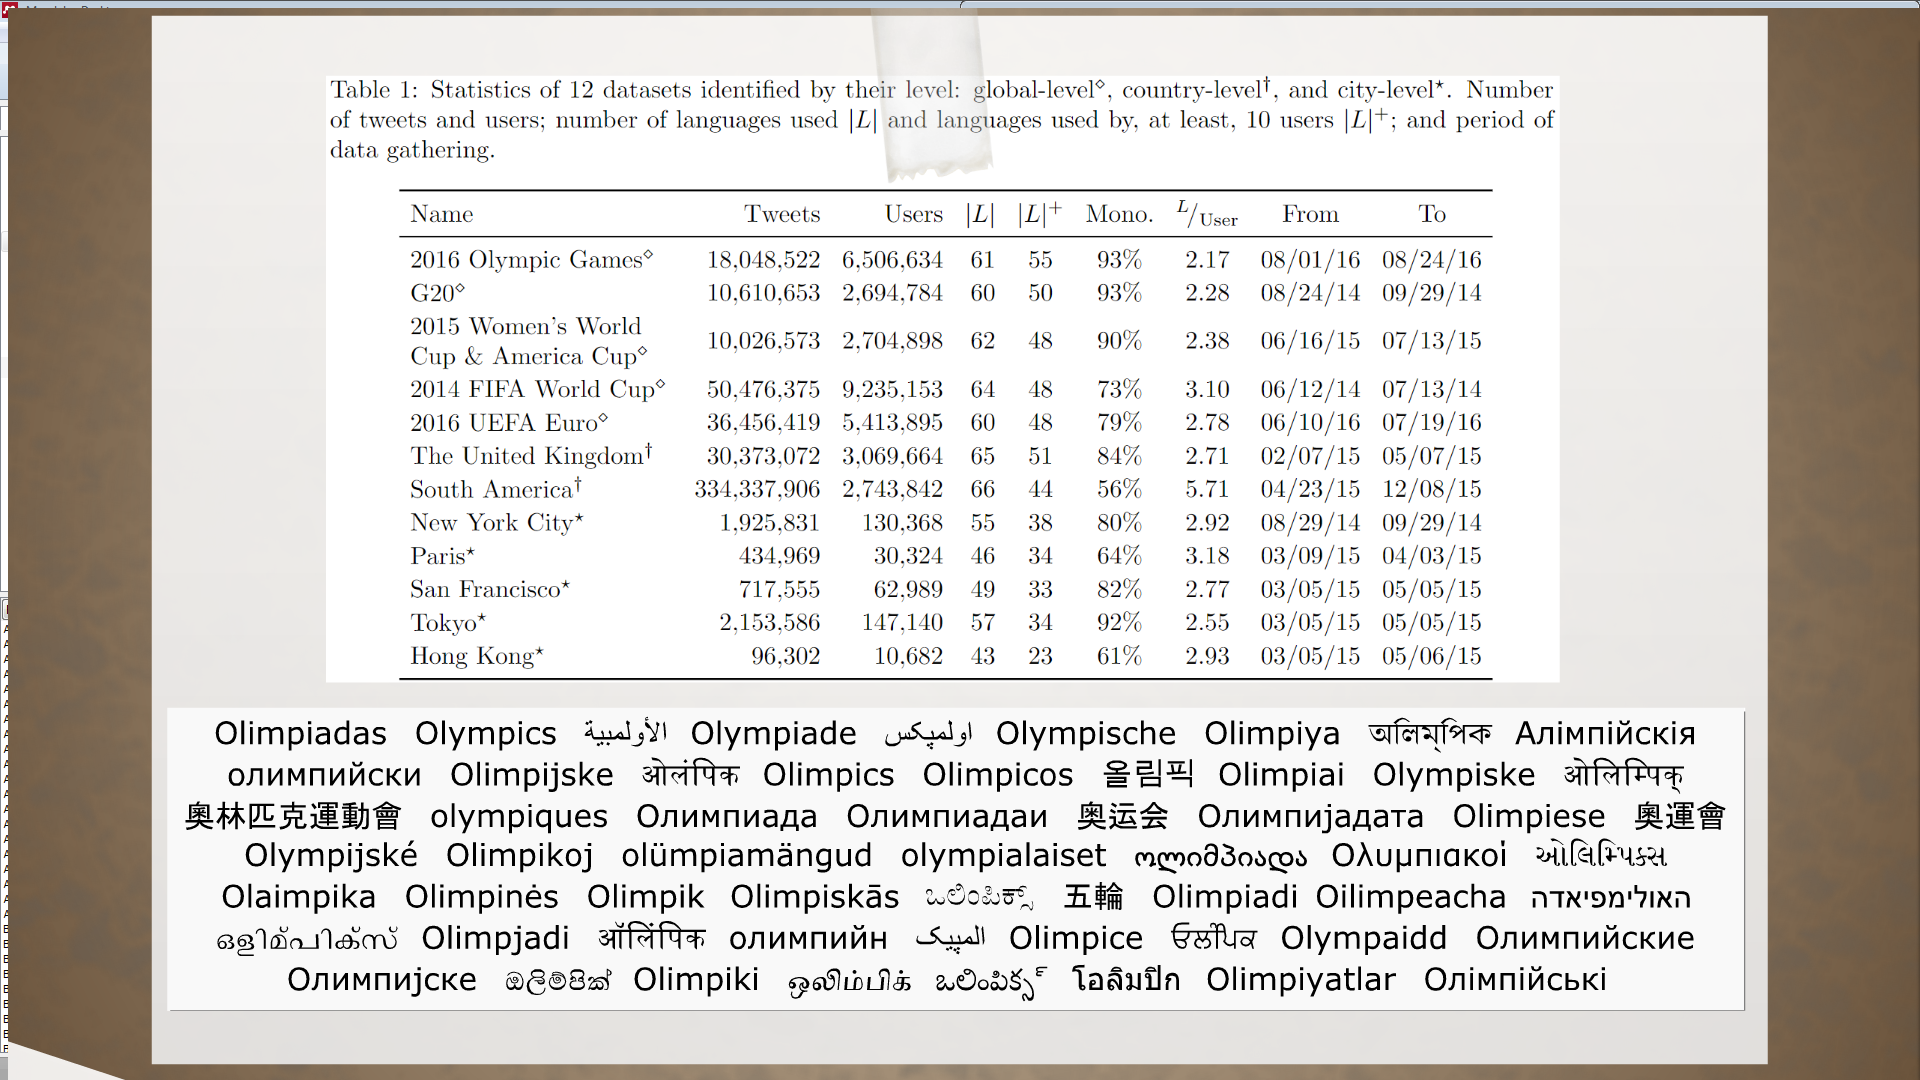 Table 1: Statistics of 12 datasets identified by their level: global-level⋄, country-level†, and city-level⋆. Number
of tweets and users; number of languages used |L| and languages used by, at least, 10 users |L|+; and period of
data gathering.
Name Tweets Users |L| |L|+ Mono. L/User From To
2016 Olympic Games⋄ 18,048,522 6,506,634 61 55 93% 2.17 08/01/16 08/24/16
G20⋄ 10,610,653 2,694,784 60 50 93% 2.28 08/24/14 09/29/14
2015 Women's World
Cup & America Cup⋄ 10,026,573 2,704,898 62 48 90% 2.38 06/16/15 07/13/15
2014 FIFA World Cup⋄ 50,476,375 9,235,153 64 48 73% 3.10 06/12/14 07/13/14
2016 UEFA Euro⋄ 36,456,419 5,413,895 60 48 79% 2.78 06/10/16 07/19/16
The United Kingdom† 30,373,072 3,069,664 65 51 84% 2.71 02/07/15 05/07/15
South America† 334,337,906 2,743,842 66 44 56% 5.71 04/23/15 12/08/15
New York City⋆ 1,925,831 130,368 55 38 80% 2.92 08/29/14 09/29/14
Paris⋆ 434,969 30,324 46 34 64% 3.18 03/09/15 04/03/15
San Francisco⋆ 717,555 62,989 49 33 82% 2.77 03/05/15 05/05/15
Tokyo⋆ 2,153,586 147,140 57 34 92% 2.55 03/05/15 05/05/15
Hong Kong⋆ 96,302 10,682 43 23 61% 2.93 03/05/15 05/06/15
Olimpiadas Olympics الأولمبية Olympiade اولمپکس Olympische Olimpiya অলিম্পিক Алімпійскія
олимпийски Olimpijske ओलंपिक Olimpics Olimpicos 올림픽 Olimpiai Olympiske ओलिम्पिक्
奧林匹克運動會 olympiques Олимпиада Олимпиадаи 奥运会 Олимпијадата Olimpiese 奧運會
Olympijské Olimpikoj olümpiamängud olympialaiset ოლიმპიადა Ολυμπιακοί ઓલિમ્પિક્સ
Olaimpika Olimpinės Olimpik Olimpiskās ಒಲಿಂಪಿಕ್ಸ್ 五輪 Olimpiadi Oilimpeacha האולימפיאדה
ഒളിമ്പിക്സ് Olimpjadi ऑलिंपिक олимпийн المپیک Olimpice ਓਲੰਪਿਕ Olympaidd Олимпийские
Олимпијске ඔලිම්පික් Olimpiki ஒலிம்பிக் ఒలింపిక్స్ โอลิมปิก Olimpiyatlar Олімпійські